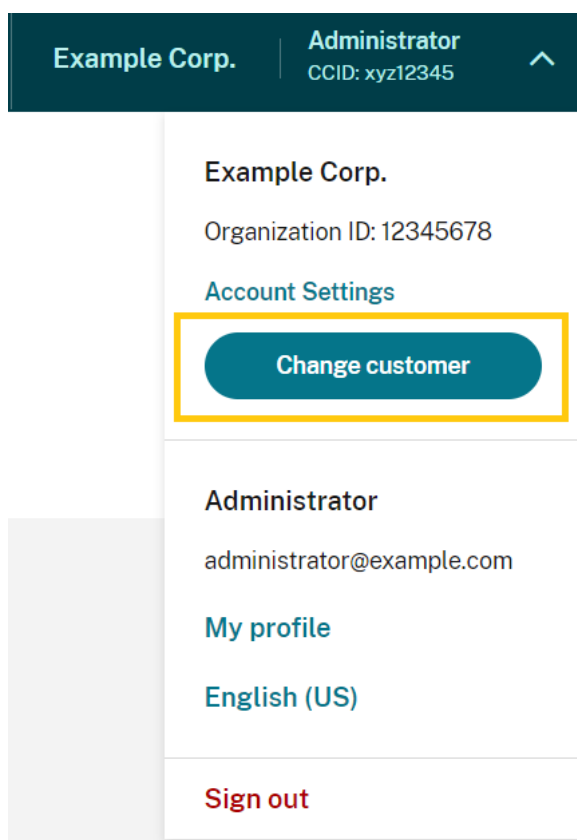 Example Corp.
Administrator
CCID: xyz12345
Example Corp.
Organization ID: 12345678
Account Settings
Change customer
Administrator
administrator@example.com
My profile
English (US)
Sign out